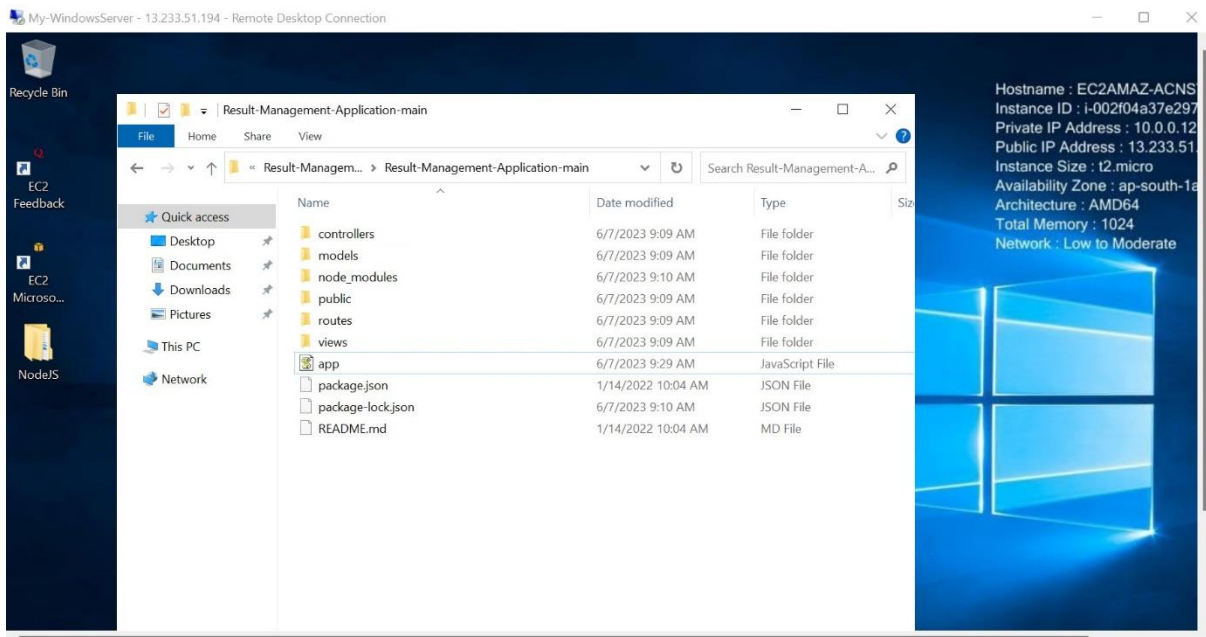 My-WindowsServer - 13.233.51.194 - Remote Desktop Connection
Recycle Bin
EC2
Feedback
EC2
Microso...
NodeJS
Result-Management-Application-main
File Home Share View
« Result-Managem... > Result-Management-Application-main
Search Result-Management-A...
Quick access
Desktop
Documents
Downloads
Pictures
This PC
Network
Name Date modified Type Siz
controllers 6/7/2023 9:09 AM File folder
models 6/7/2023 9:09 AM File folder
node_modules 6/7/2023 9:10 AM File folder
public 6/7/2023 9:09 AM File folder
routes 6/7/2023 9:09 AM File folder
views 6/7/2023 9:09 AM File folder
app 6/7/2023 9:29 AM JavaScript File
package.json 1/14/2022 10:04 AM JSON File
package-lock.json 6/7/2023 9:10 AM JSON File
README.md 1/14/2022 10:04 AM MD File
Hostname : EC2AMAZ-ACNS
Instance ID : i-002f04a37e297
Private IP Address : 10.0.0.12
Public IP Address : 13.233.51.
Instance Size : t2.micro
Availability Zone : ap-south-1a
Architecture : AMD64
Total Memory : 1024
Network : Low to Moderate